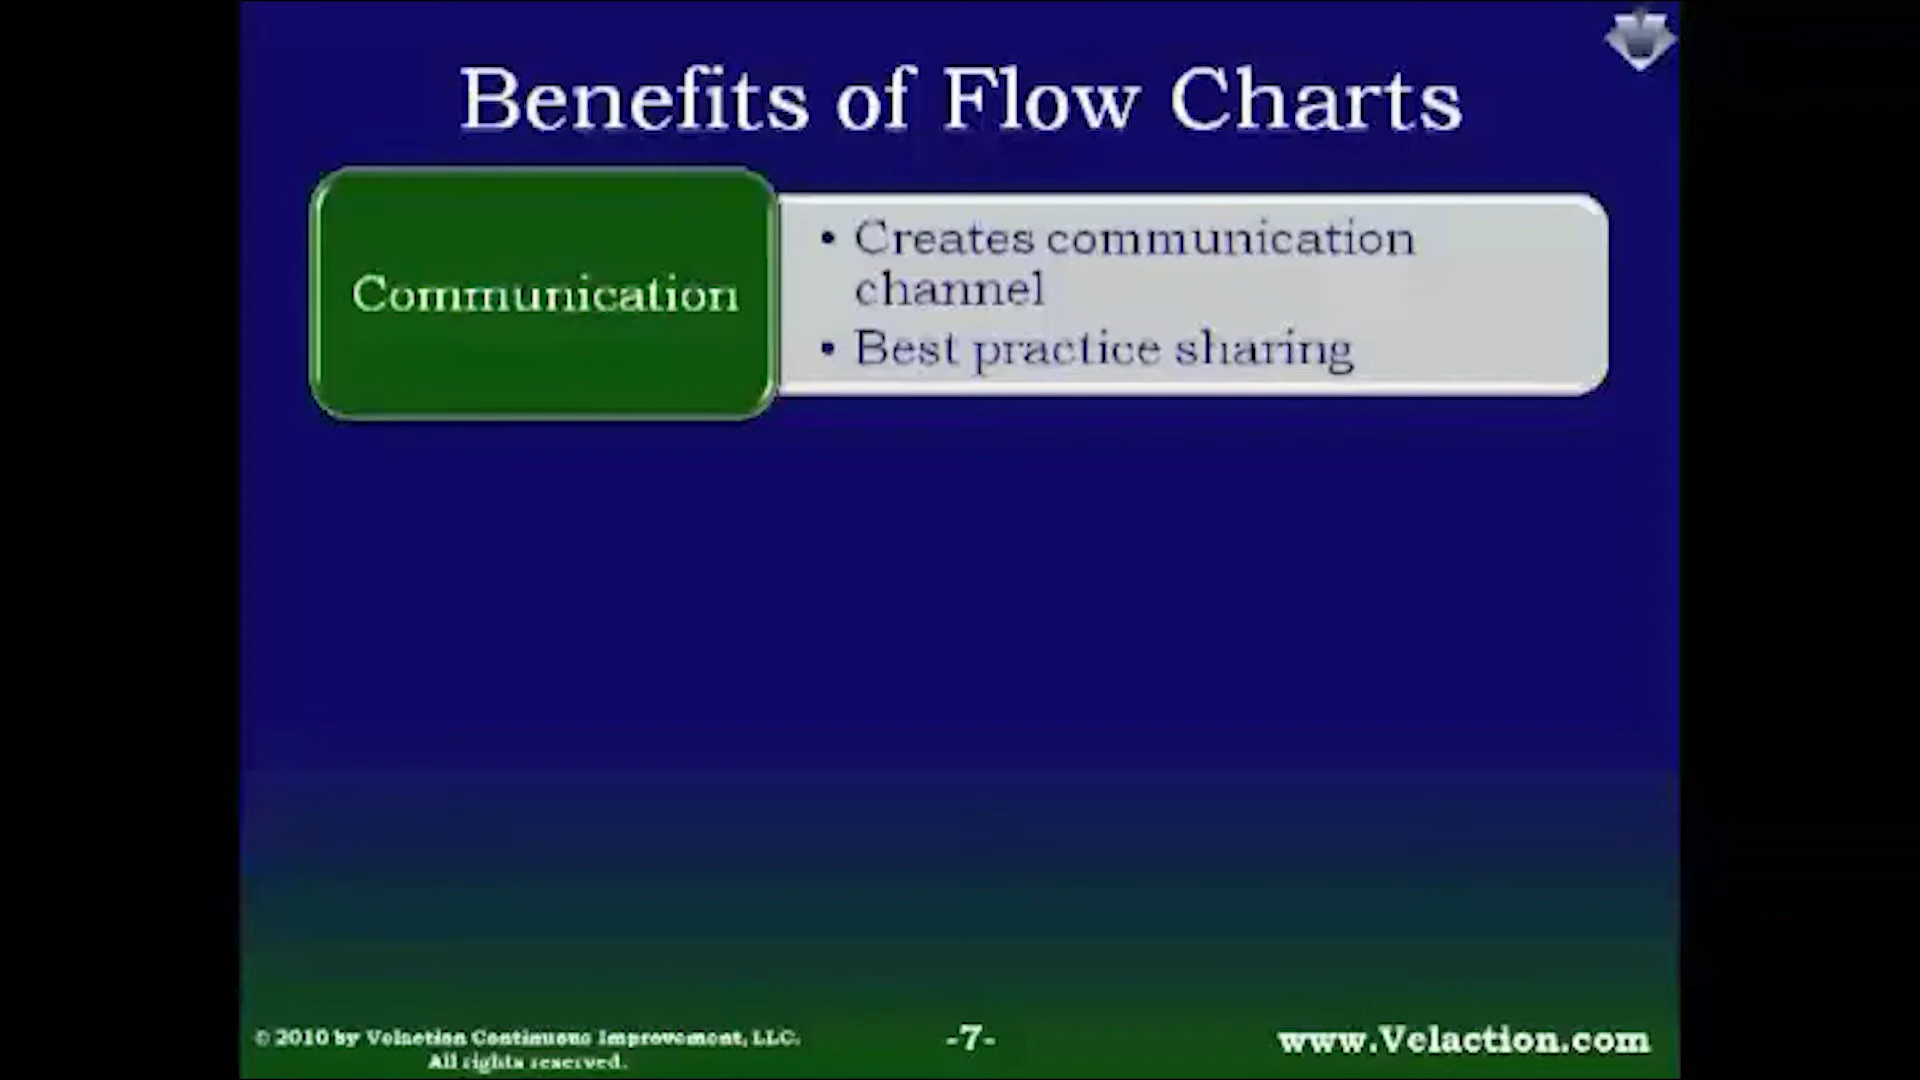 Benefits of Flow Charts
Communication
• Creates communication
channel
• Best practice sharing
© 2010 by Velaction Continuous Improvement, LLC.
All rights reserved.
-7-
www.Velaction.com